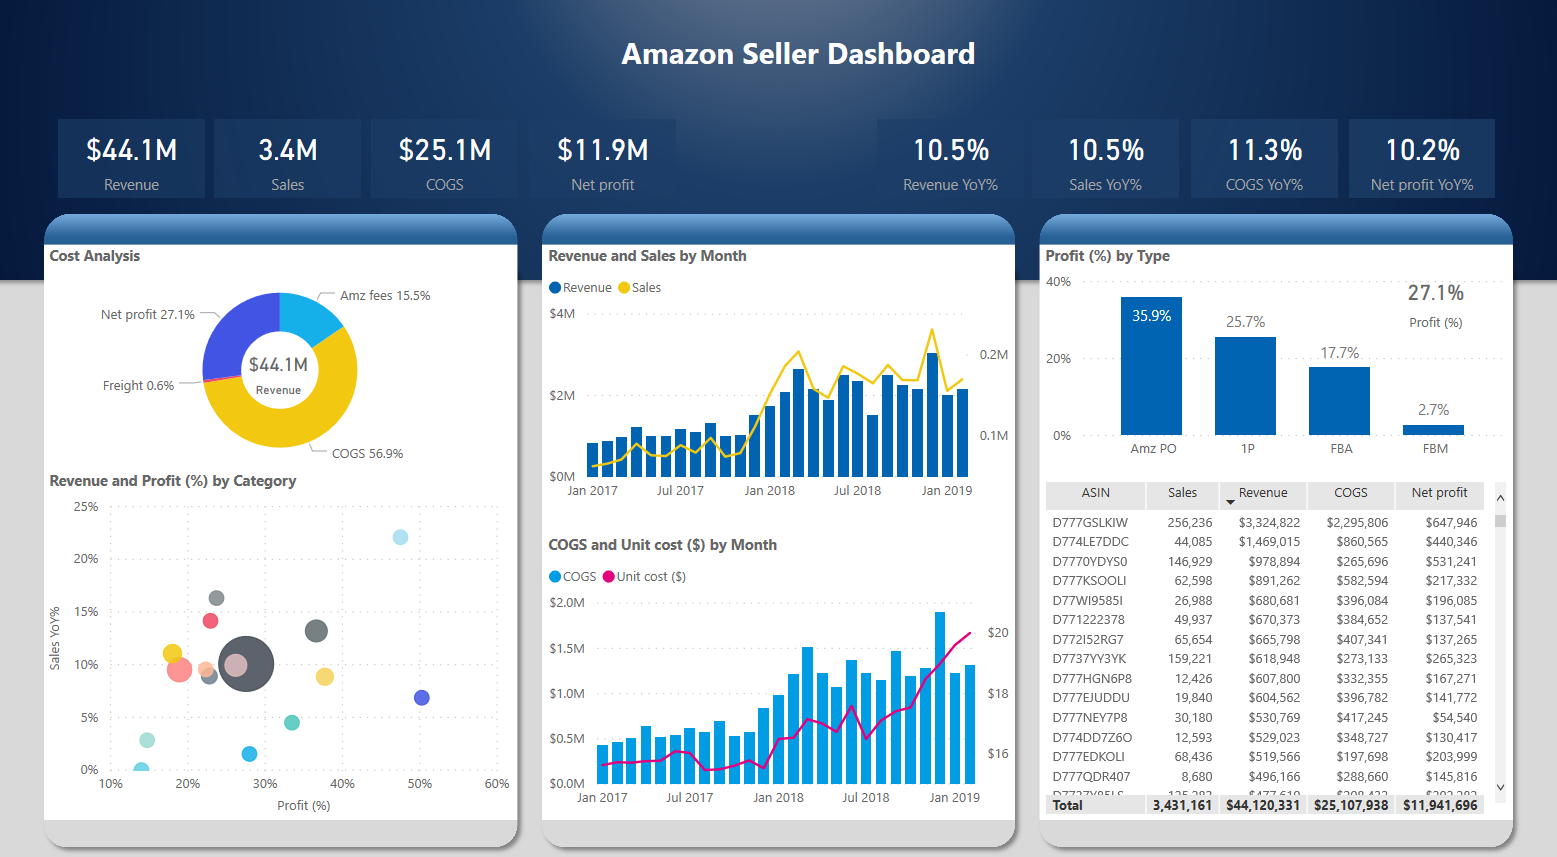 Amazon Seller Dashboard
$44.1M
Revenue
3.4M
Sales
$25.1M
COGS
$11.9M
Net profit
10.5%
Revenue YoY%
10.5%
Sales YoY%
11.3%
COGS YoY%
10.2%
Net profit YoY%
Cost Analysis
Amz fees 15.5%
Net profit 27.1%
$44.1M
Revenue
Freight 0.6%
COGS 56.9%
Revenue and Profit (%) by Category
25%
20%
15%
10%
5%
0%
Sales YoY%
10% 20% 30% 40% 50% 60%
Profit (%)
Revenue and Sales by Month
Revenue Sales
$4M
$2M
$0M
0.2M
0.1M
Jan 2017 Jul 2017 Jan 2018 Jul 2018 Jan 2019
COGS and Unit cost ($) by Month
COGS Unit cost ($)
$2.0M
$1.5M
$1.0M
$0.5M
$0.0M
$20
$18
$16
Jan 2017 Jul 2017 Jan 2018 Jul 2018 Jan 2019
Profit (%) by Type
40%
20%
0%
35.9%
25.7%
17.7%
2.7%
27.1%
Profit (%)
Amz PO 1P FBA FBM
ASIN Sales Revenue COGS Net profit
D777GSLKIW 256,236 $3,324,822 $2,295,806 $647,946
D774LE7DDC 44,085 $1,469,015 $860,565 $440,346
D7770YDYS0 146,929 $978,894 $265,696 $531,241
D777KSOOLI 62,598 $891,262 $582,594 $217,332
D77WI9585I 26,988 $680,681 $396,084 $196,085
D771222378 49,937 $670,373 $384,652 $137,541
D772I52RG7 65,654 $665,798 $407,341 $137,265
D7737YY3YK 159,221 $618,948 $273,133 $265,323
D777HGN6P8 12,426 $607,800 $332,355 $167,271
D777EJUDDU 19,840 $604,562 $396,782 $141,772
D777NEY7P8 30,180 $530,769 $417,245 $54,540
D774DD7Z6O 12,593 $529,023 $348,727 $130,417
D777EDKOLI 68,436 $519,566 $197,698 $203,999
D777QDR407 8,680 $496,166 $288,660 $145,816
Total 3,431,161 $44,120,331 $25,107,938 $11,941,696